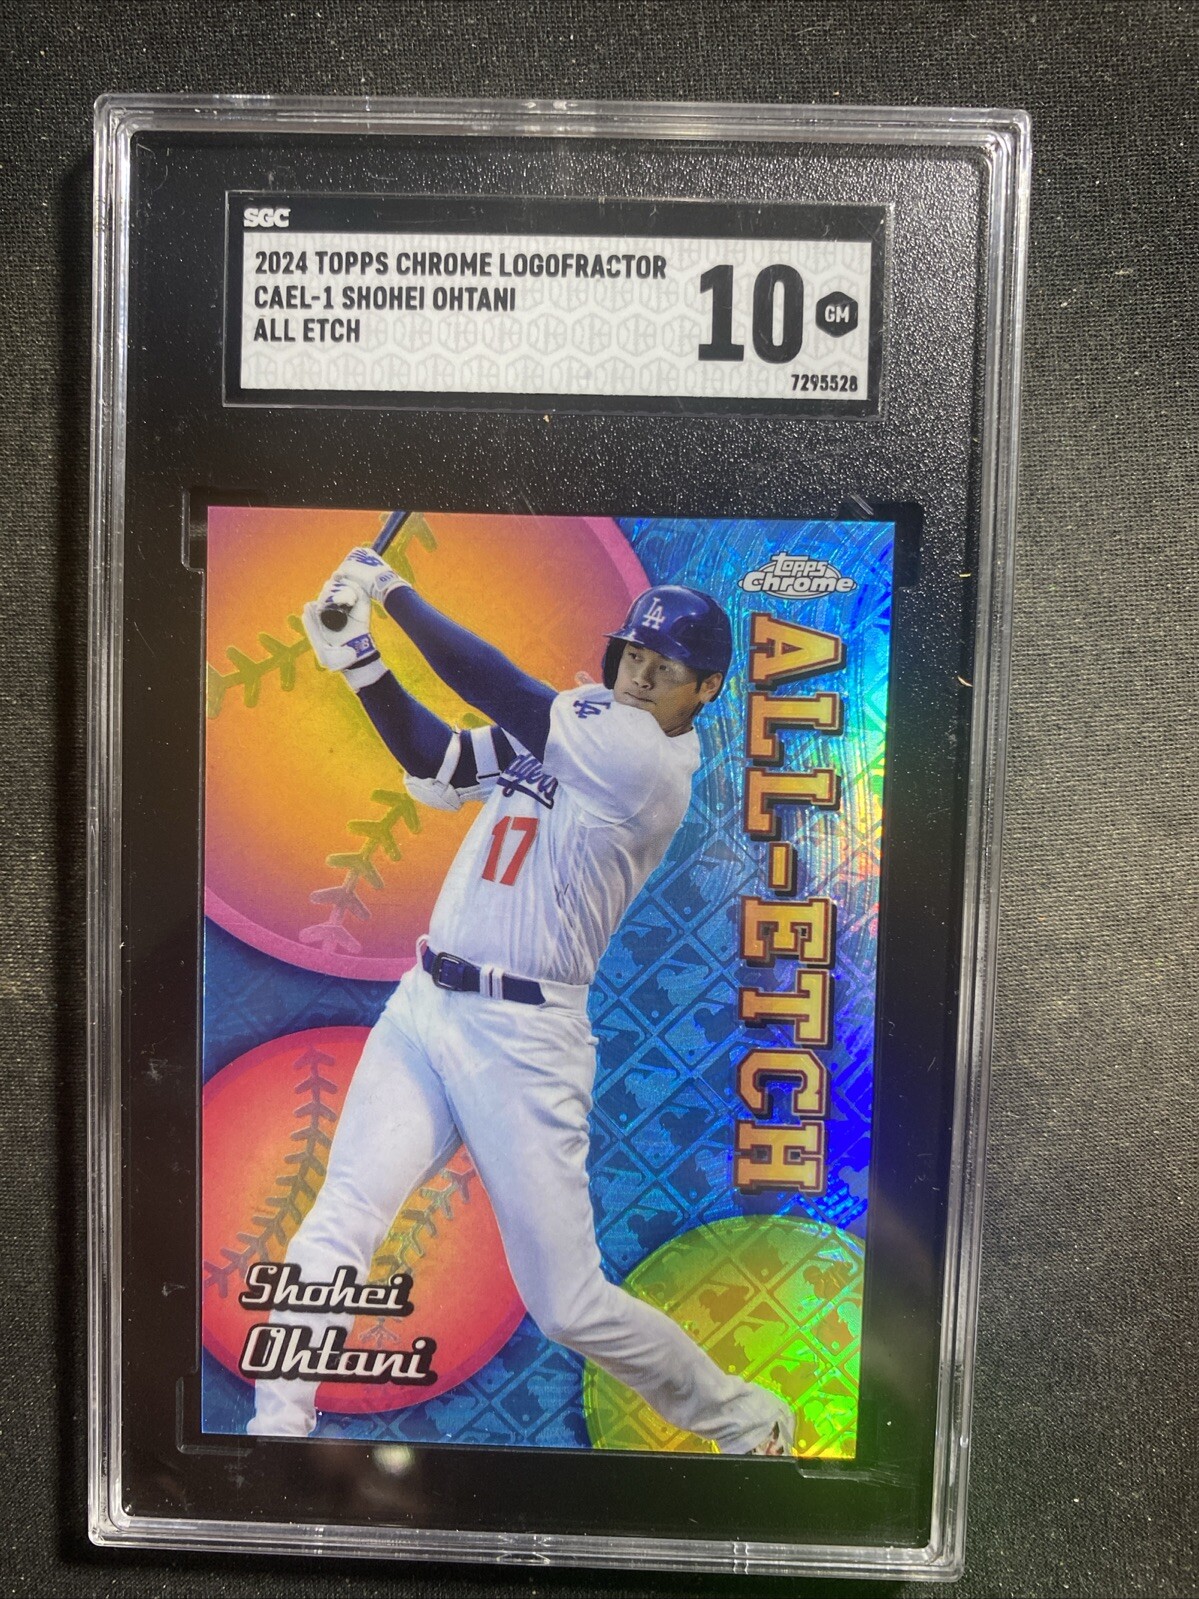 SGC
2024 TOPPS CHROME LOGOFRACTOR
CAEL-1 SHOHEI OHTANI
ALL ETCH
10
GM
7295528
Topps
Chrome
LA
LA
Dodgers
17
ALL-ETCH
Shohei
Ohtani